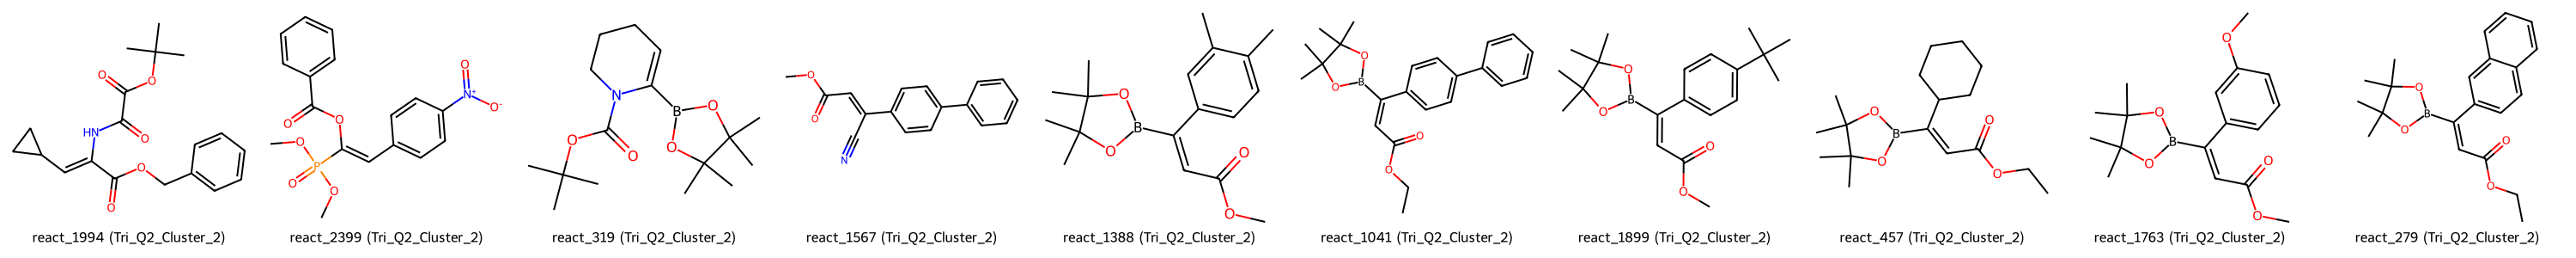 react_1994 (Tri_Q2_Cluster_2)
react_2399 (Tri_Q2_Cluster_2)
react_319 (Tri_Q2_Cluster_2)
react_1567 (Tri_Q2_Cluster_2)
react_1388 (Tri_Q2_Cluster_2)
react_1041 (Tri_Q2_Cluster_2)
react_1899 (Tri_Q2_Cluster_2)
react_457 (Tri_Q2_Cluster_2)
react_1763 (Tri_Q2_Cluster_2)
react_279 (Tri_Q2_Cluster_2)